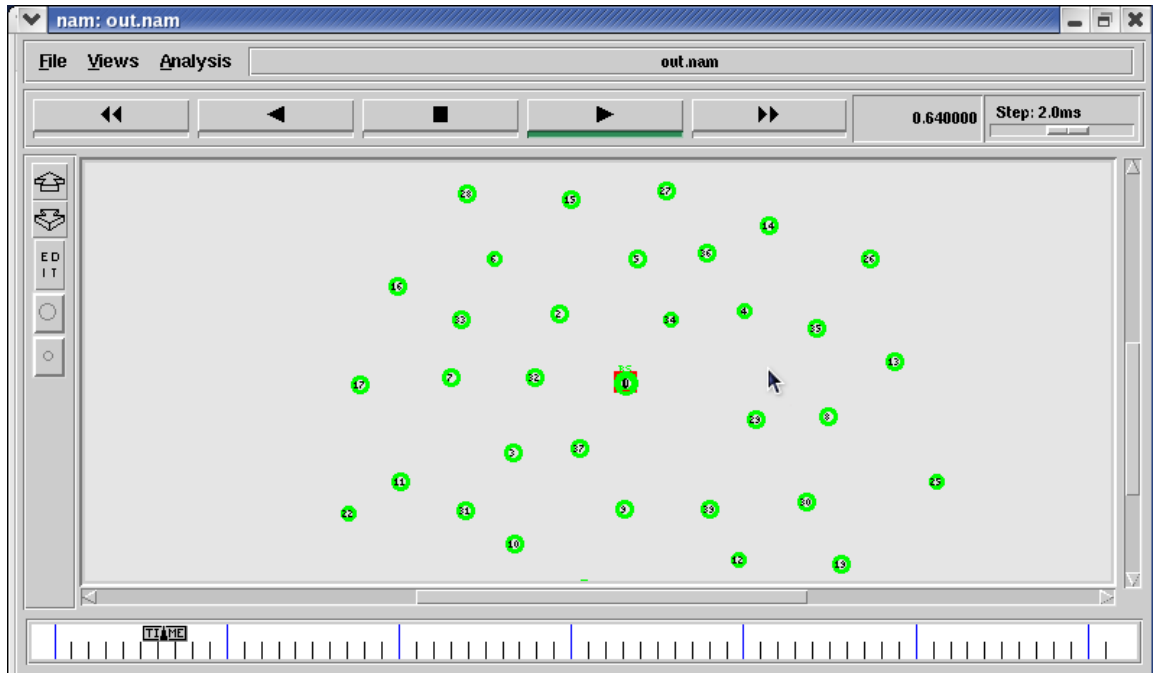 nam: out.nam
File Views Analysis out.nam
0.640000 Step: 2.0ms
28 15 27
14
ED
IT
6 5 36 26
16
33 2 34 4 35
13
BS
17 7 32 0
29 8
3 37
11 25
22 31 9 39 30
10 12 19
TIME